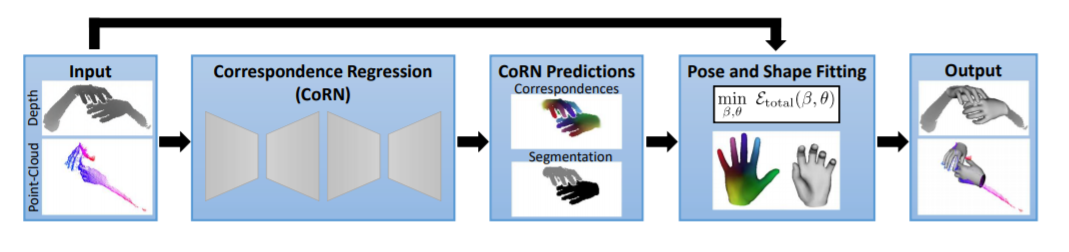 Input
Depth
Point-Cloud
Correspondence Regression
(CoRN)
CoRN Predictions
Correspondences
Segmentation
Pose and Shape Fitting
min ℰtotal(β, θ)
β,θ
Output